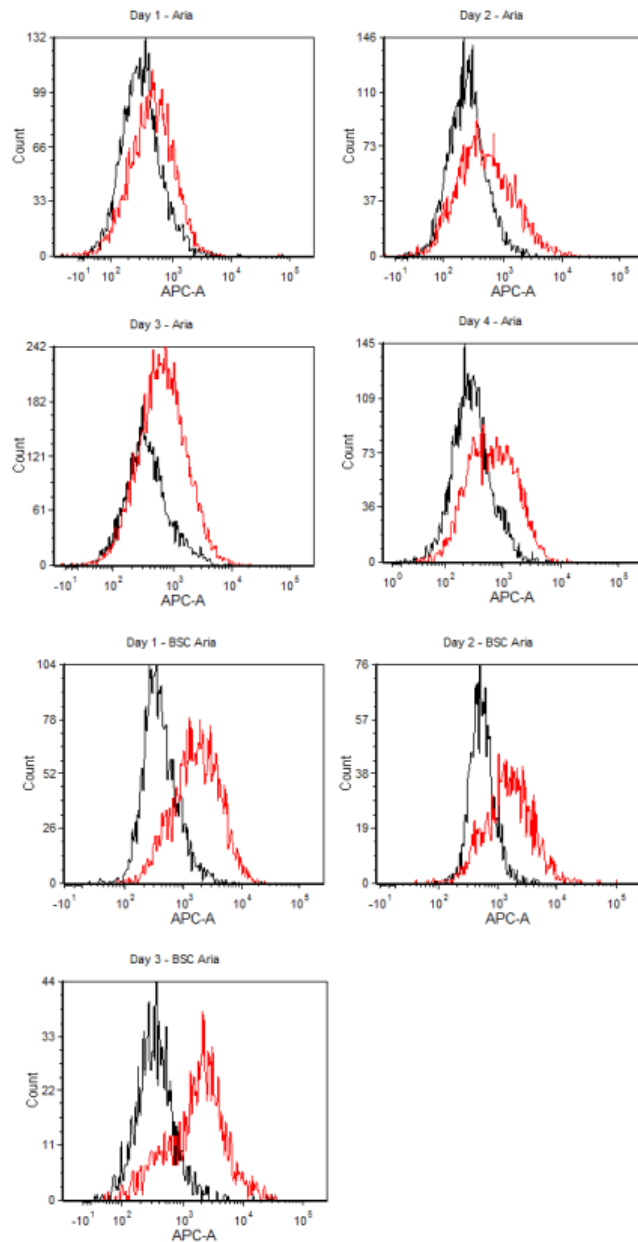 Day 1 - Aria
132
99
66
33
0
Count
-10¹ 10² 10³ 10⁴ 10⁵
APC-A
Day 2 - Aria
146
110
73
37
0
Count
-10¹ 10² 10³ 10⁴ 10⁵
APC-A
Day 3 - Aria
242
182
121
61
0
Count
-10¹ 10² 10³ 10⁴ 10⁵
APC-A
Day 4 - Aria
145
109
73
36
0
Count
10⁰ 10² 10³ 10⁴ 10⁵
APC-A
Day 1 - BSC Aria
104
78
52
26
0
Count
-10¹ 10² 10³ 10⁴ 10⁵
APC-A
Day 2 - BSC Aria
76
57
38
19
0
Count
-10¹ 10² 10³ 10⁴ 10⁵
APC-A
Day 3 - BSC Aria
44
33
22
11
0
Count
-10¹ 10² 10³ 10⁴ 10⁵
APC-A